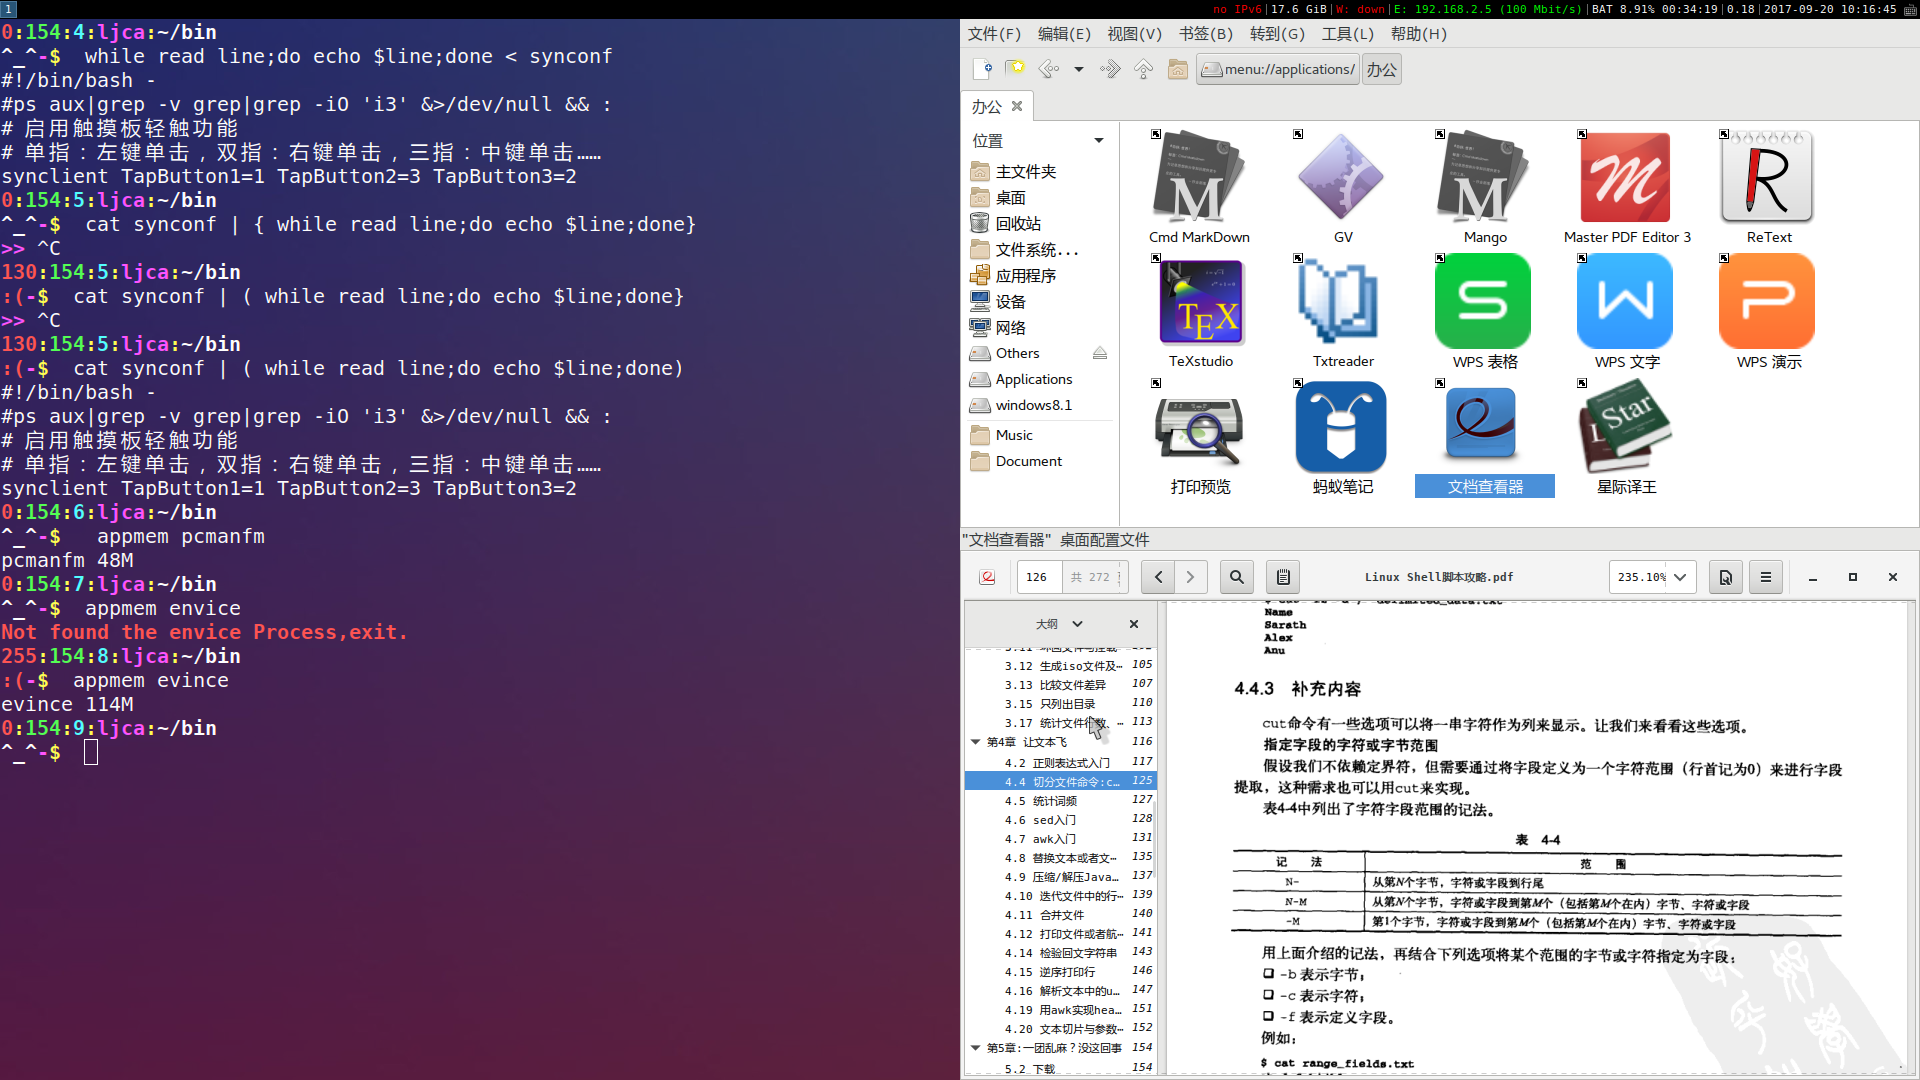 1
no IPv6|17.6 GiB|W: down|E: 192.168.2.5 (100 Mbit/s)|BAT 8.91% 00:34:19|0.18|2017-09-20 10:16:45
0:154:4:ljca:~/bin
^_^-$  while read line;do echo $line;done < synconf
#!/bin/bash -
#ps aux|grep -v grep|grep -iO 'i3' &>/dev/null && :
# 启用触摸板轻触功能
# 单指：左键单击，双指：右键单击，三指：中键单击……
synclient TapButton1=1 TapButton2=3 TapButton3=2
0:154:5:ljca:~/bin
^_^-$  cat synconf | { while read line;do echo $line;done}
>> ^C
130:154:5:ljca:~/bin
:(-$  cat synconf | ( while read line;do echo $line;done}
>> ^C
130:154:5:ljca:~/bin
:(-$  cat synconf | ( while read line;do echo $line;done)
#!/bin/bash -
#ps aux|grep -v grep|grep -iO 'i3' &>/dev/null && :
# 启用触摸板轻触功能
# 单指：左键单击，双指：右键单击，三指：中键单击……
synclient TapButton1=1 TapButton2=3 TapButton3=2
0:154:6:ljca:~/bin
^_^-$   appmem pcmanfm
pcmanfm 48M
0:154:7:ljca:~/bin
^_^-$  appmem envice
Not found the envice Process,exit.
255:154:8:ljca:~/bin
:(-$  appmem evince
evince 114M
0:154:9:ljca:~/bin
^_^-$
文件(F) 编辑(E) 视图(V) 书签(B) 转到(G) 工具(L) 帮助(H)
menu://applications/ 办公
办公
位置
主文件夹
桌面
回收站
文件系统...
应用程序
设备
网络
Others
Applications
windows8.1
Music
Document
Cmd MarkDown
GV
Mango
Master PDF Editor 3
ReText
TeXstudio
Txtreader
WPS 表格
WPS 文字
WPS 演示
打印预览
蚂蚁笔记
文档查看器
星际译王
"文档查看器" 桌面配置文件
126 共 272
Linux Shell脚本攻略.pdf
235.10%
大纲
3.12 生成iso文件及… 105
3.13 比较文件差异 107
3.15 只列出目录 110
3.17 统计文件行数、… 113
第4章 让文本飞 116
4.2 正则表达式入门 117
4.4 切分文件命令:c… 125
4.5 统计词频 127
4.6 sed入门 128
4.7 awk入门 131
4.8 替换文本或者文… 135
4.9 压缩/解压Java… 137
4.10 迭代文件中的行… 139
4.11 合并文件 140
4.12 打印文件或者航… 141
4.14 检验回文字符串 143
4.15 逆序打印行 146
4.16 解析文本中的u… 147
4.19 用awk实现hea… 151
4.20 文本切片与参数… 152
第5章:一团乱麻？没这回事 154
5.2 下载 154
Name
Sarath
Alex
Anu
4.4.3 补充内容
cut命令有一些选项可以将一串字符作为列来显示。让我们来看看这些选项。
指定字段的字符或字节范围
假设我们不依赖定界符，但需要通过将字段定义为一个字符范围（行首记为0）来进行字段
提取，这种需求也可以用cut来实现。
表4-4中列出了字符字段范围的记法。
表 4-4
记 法 范 围
N- 从第N个字节，字符或字段到行尾
N-M 从第N个字节，字符或字段到第M个（包括第M个在内）字节、字符或字段
-M 第1个字节，字符或字段到第M个（包括第M个在内）字节、字符或字段
用上面介绍的记法，再结合下列选项将某个范围的字节或字符指定为字段：
❑ -b 表示字节；
❑ -c 表示字符；
❑ -f 表示定义字段。
例如：
$ cat range_fields.txt